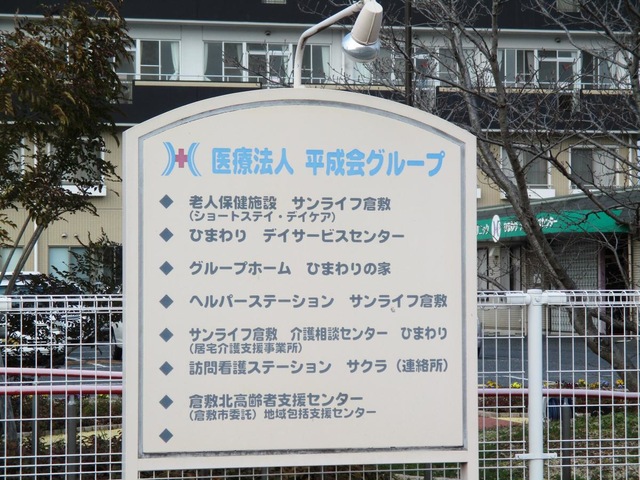 医療法人 平成会グループ
◆ 老人保健施設 サンライフ倉敷
(ショートステイ・デイケア)
◆ ひまわり デイサービスセンター
◆ グループホーム ひまわりの家
◆ ヘルパーステーション サンライフ倉敷
◆ サンライフ倉敷 介護相談センター ひまわり
(居宅介護支援事業所)
◆ 訪問看護ステーション サクラ(連絡所)
◆ 倉敷北高齢者支援センター
(倉敷市委託)地域包括支援センター
◆